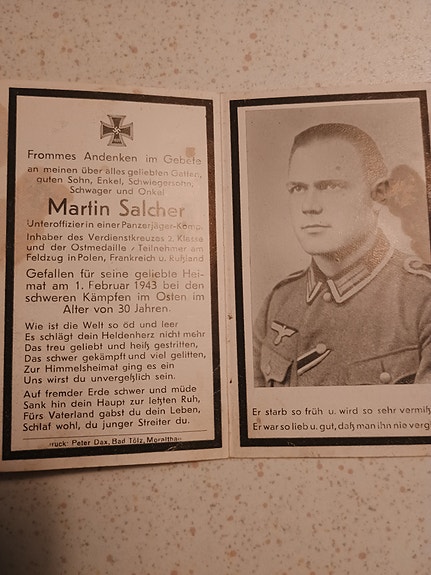 Frommes Andenken im Gebete
an meinen über alles geliebten Gatten,
guten Sohn, Enkel, Schwiegersohn,
Schwager und Onkel
Martin Salcher
Unteroffizier in einer Panzerjäger-Komp.
Inhaber des Verdienstkreuzes 2. Klasse
und der Ostmedaille / Teilnehmer am
Feldzug in Polen, Frankreich u. Rußland
Gefallen für seine geliebte Hei-
mat am 1. Februar 1943 bei den
schweren Kämpfen im Osten im
Alter von 30 Jahren.
Wie ist die Welt so öd und leer
Es schlägt dein Heldenherz nicht mehr
Das treu geliebt und heiß gestritten,
Das schwer gekämpft und viel gelitten,
Zur Himmelsheimat ging es ein
Uns wirst du unvergeßlich sein.
Auf fremder Erde schwer und müde
Sank hin dein Haupt zur letzten Ruh,
Fürs Vaterland gabst du dein Leben,
Schlaf wohl, du junger Streiter du.
ruck: Peter Dax, Bad Tölz, Moralthe
Er starb so früh u. wird so sehr vermiß
Er war so lieb u. gut, daß man ihn nie verg